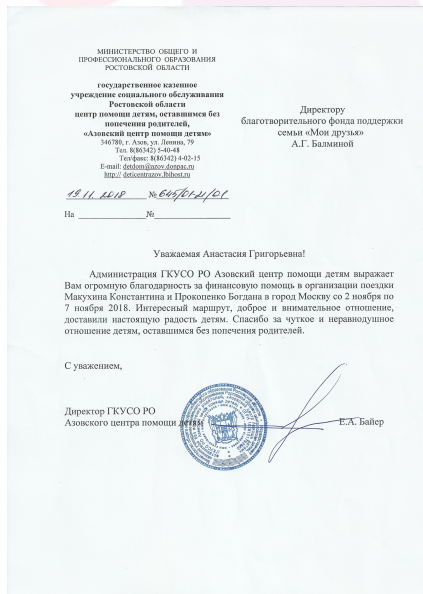 МИНИСТЕРСТВО ОБЩЕГО И
ПРОФЕССИОНАЛЬНОГО ОБРАЗОВАНИЯ
РОСТОВСКОЙ ОБЛАСТИ
государственное казенное
учреждение социального обслуживания
Ростовской области
центр помощи детям, оставшимся без
попечения родителей,
«Азовский центр помощи детям»
346780, г. Азов, ул. Ленина, 79
Тел. 8(86342) 5-40-48
Тел/факс: 8(86342) 4-02-15
E-mail: detdom@azov.donpac.ru
http:// deticentrazov.fbihost.ru
19.11.2018 № 645/01-21/01
На №
Директору
благотворительного фонда поддержки
семьи «Мои друзья»
А.Г. Балминой
Уважаемая Анастасия Григорьевна!
Администрация ГКУСО РО Азовский центр помощи детям выражает
Вам огромную благодарность за финансовую помощь в организации поездки
Макухина Константина и Прокопенко Богдана в город Москву со 2 ноября по
7 ноября 2018. Интересный маршрут, доброе и внимательное отношение,
доставили настоящую радость детям. Спасибо за чуткое и неравнодушное
отношение детям, оставшимся без попечения родителей.
С уважением,
Директор ГКУСО РО
Азовского центра помощи детям Е.А. Байер